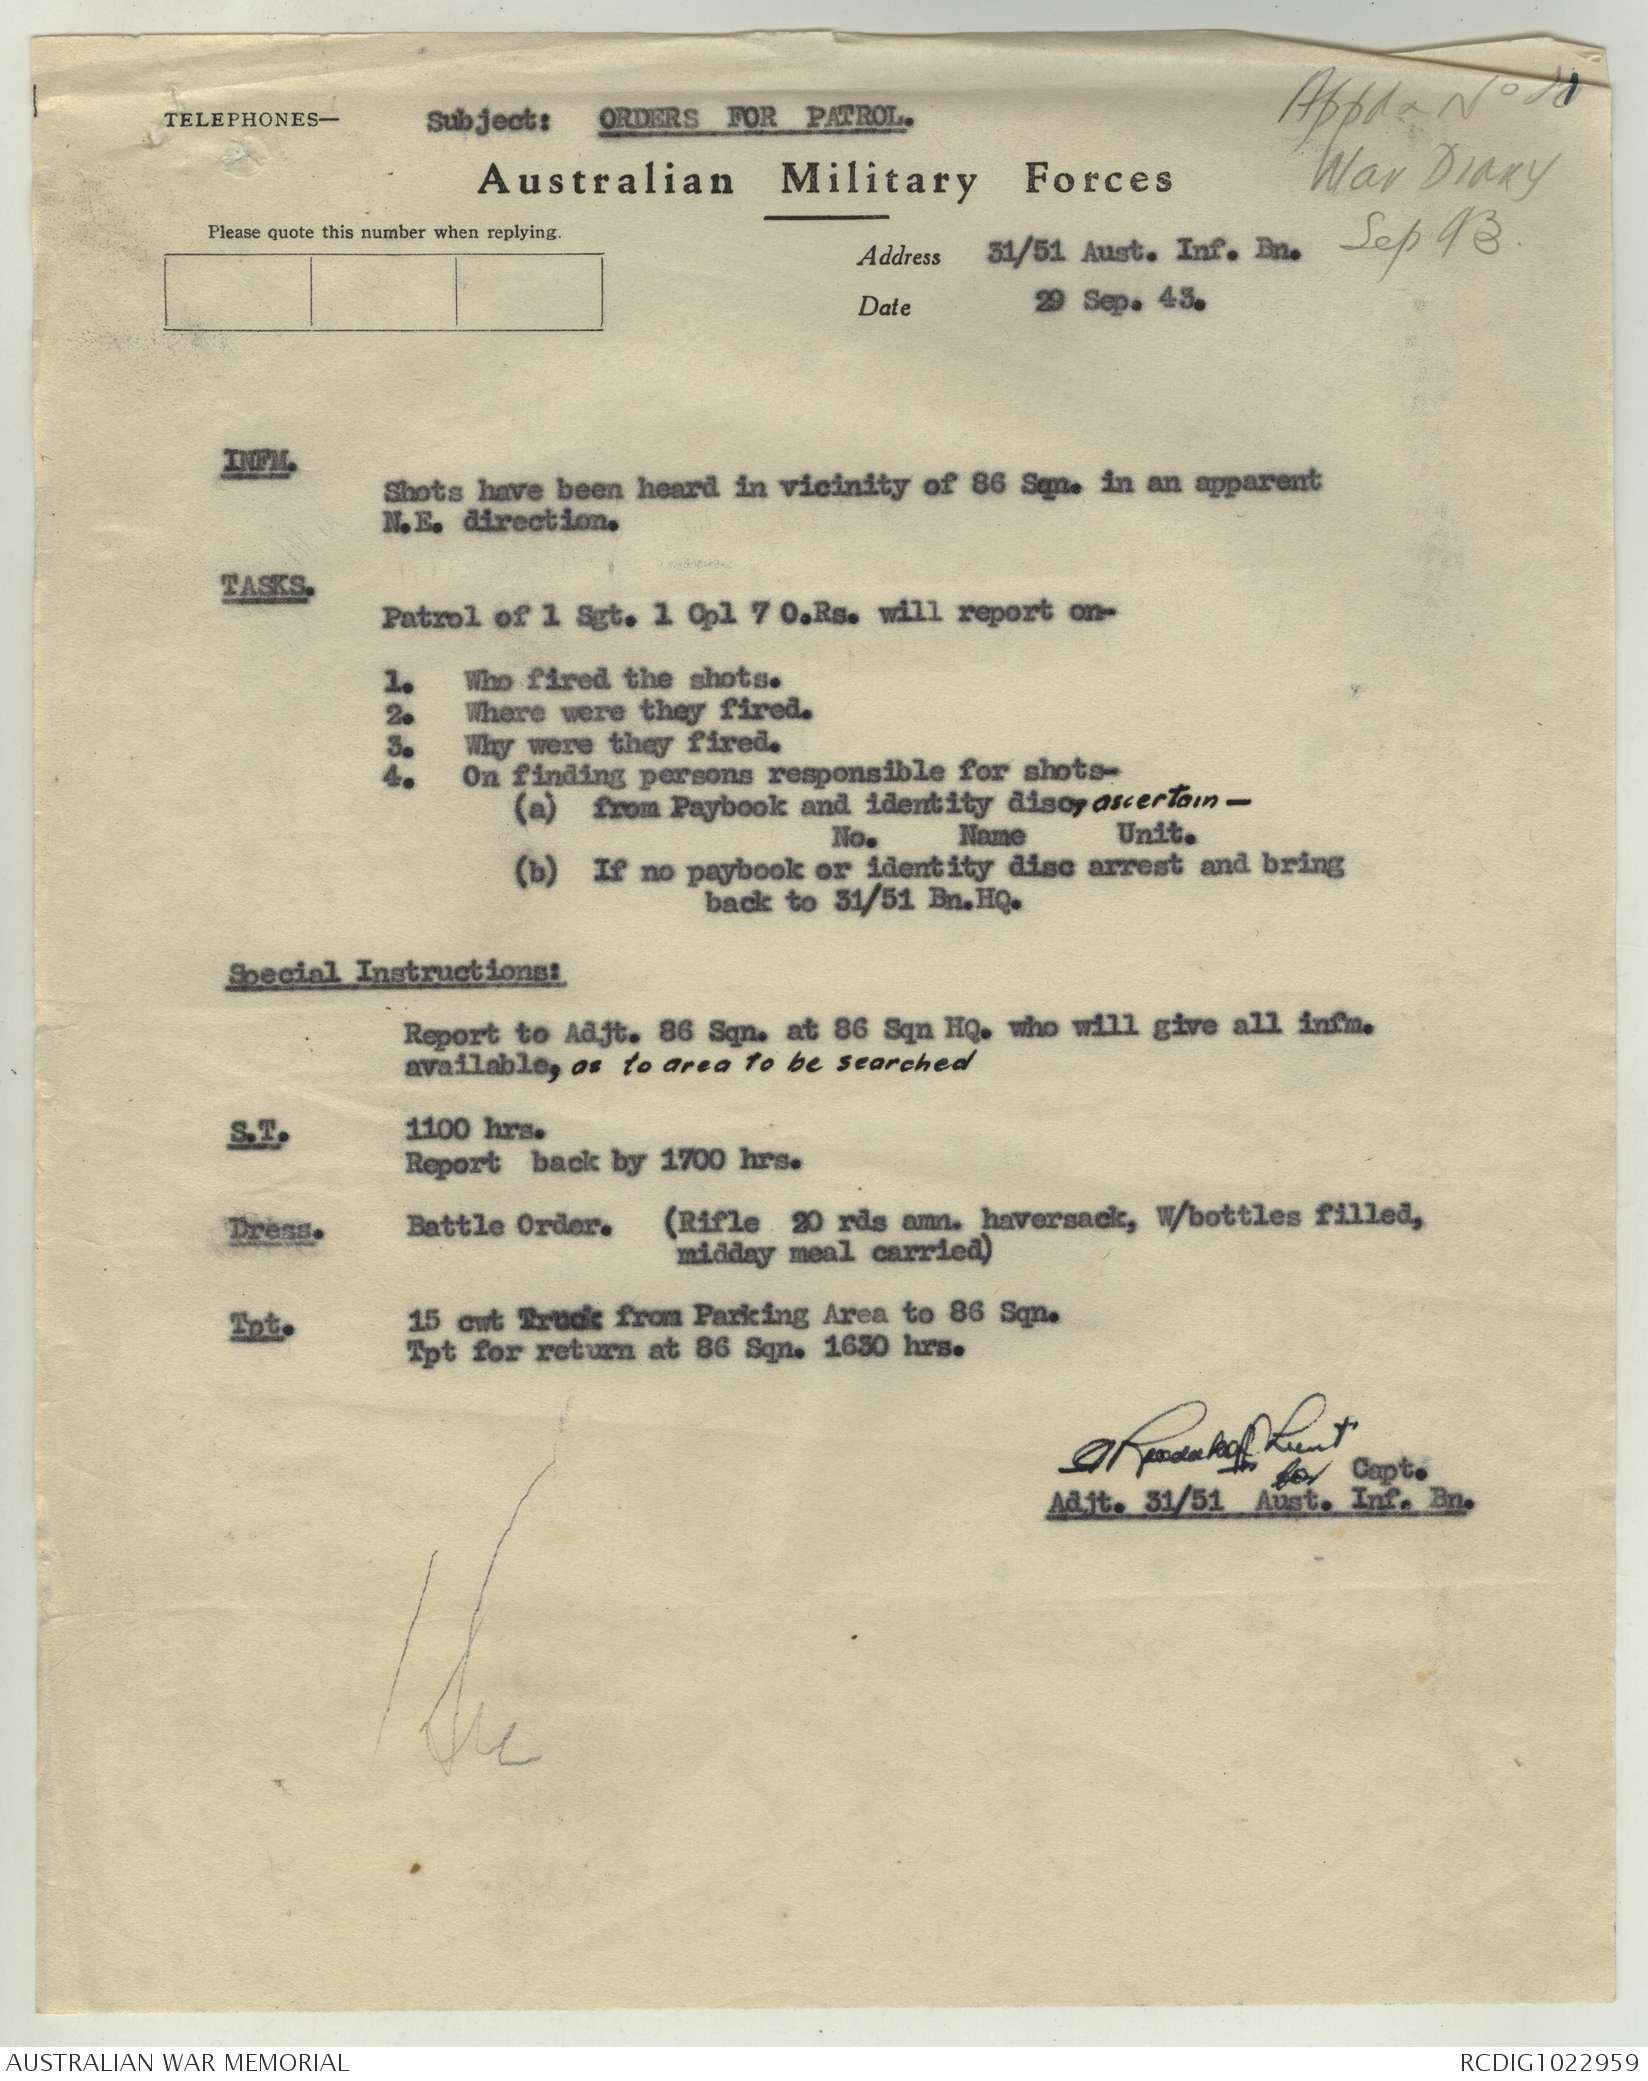 TELEPHONES—
Subject: ORDERS FOR PATROL.
Appdx No
War Diary
Sep 43.
Australian Military Forces
Please quote this number when replying.
Address 31/51 Aust. Inf. Bn.
Date 29 Sep. 43.
INFM.
Shots have been heard in vicinity of 86 Sqn. in an apparent
N.E. direction.
TASKS.
Patrol of 1 Sgt. 1 Cpl 7 O.Rs. will report on-
1. Who fired the shots.
2. Where were they fired.
3. Why were they fired.
4. On finding persons responsible for shots-
(a) from Paybook and identity disc, ascertain —
No. Name Unit.
(b) If no paybook or identity disc arrest and bring
back to 31/51 Bn.HQ.
Special Instructions:
Report to Adjt. 86 Sqn. at 86 Sqn HQ. who will give all infm.
available, as to area to be searched
S.T. 1100 hrs.
Report back by 1700 hrs.
Dress. Battle Order. (Rifle 20 rds amn. haversack, W/bottles filled,
midday meal carried)
Tpt. 15 cwt Truck from Parking Area to 86 Sqn.
Tpt for return at 86 Sqn. 1630 hrs.
Lieut
for Capt.
Adjt. 31/51 Aust. Inf. Bn.
AUSTRALIAN WAR MEMORIAL
RCDIG1022959